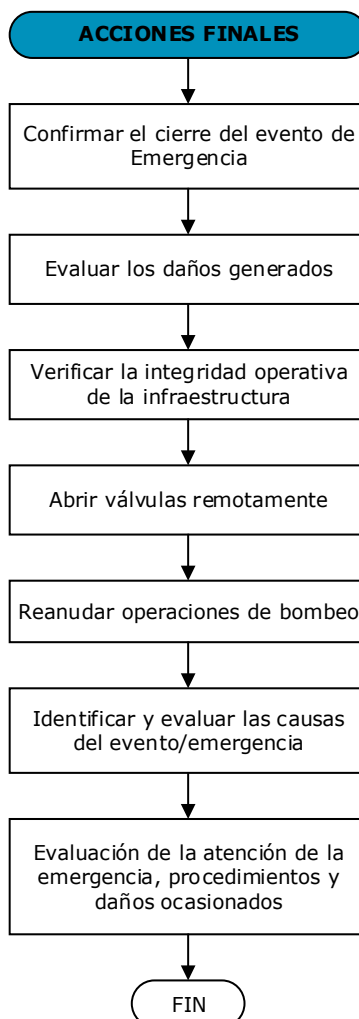 ACCIONES FINALES
Confirmar el cierre del evento de
Emergencia
Evaluar los daños generados
Verificar la integridad operativa
de la infraestructura
Abrir válvulas remotamente
Reanudar operaciones de bombeo
Identificar y evaluar las causas
del evento/emergencia
Evaluación de la atención de la
emergencia, procedimientos y
daños ocasionados
FIN